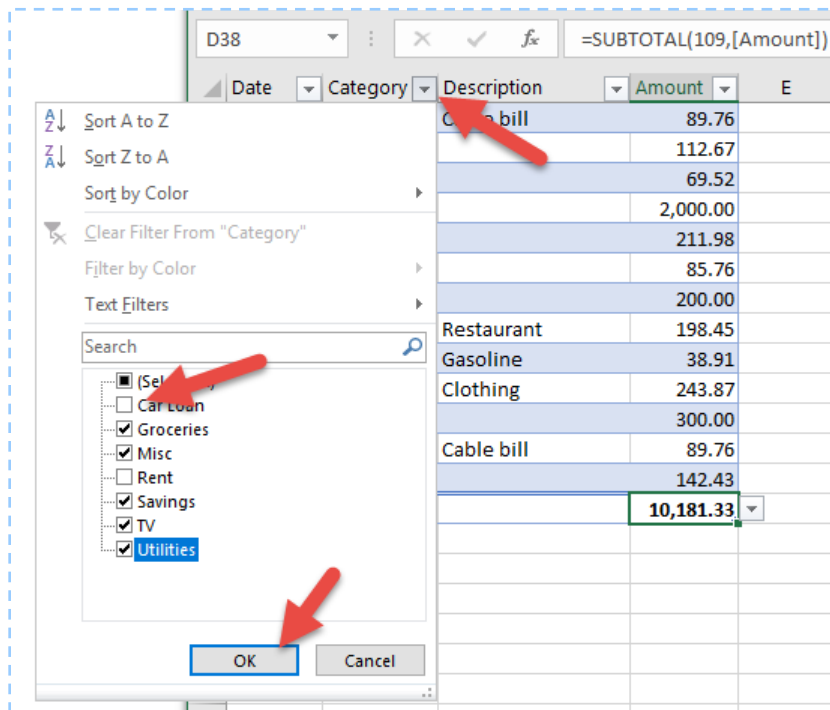 D38 fx =SUBTOTAL(109,[Amount])
Date Category Description Amount E
Sort A to Z
Sort Z to A
Sort by Color
Clear Filter From "Category"
Filter by Color
Text Filters
Search
Car Loan
Groceries
Misc
Rent
Savings
TV
Utilities
OK Cancel
bill 89.76
112.67
69.52
2,000.00
211.98
85.76
200.00
Restaurant 198.45
Gasoline 38.91
Clothing 243.87
300.00
Cable bill 89.76
142.43
10,181.33